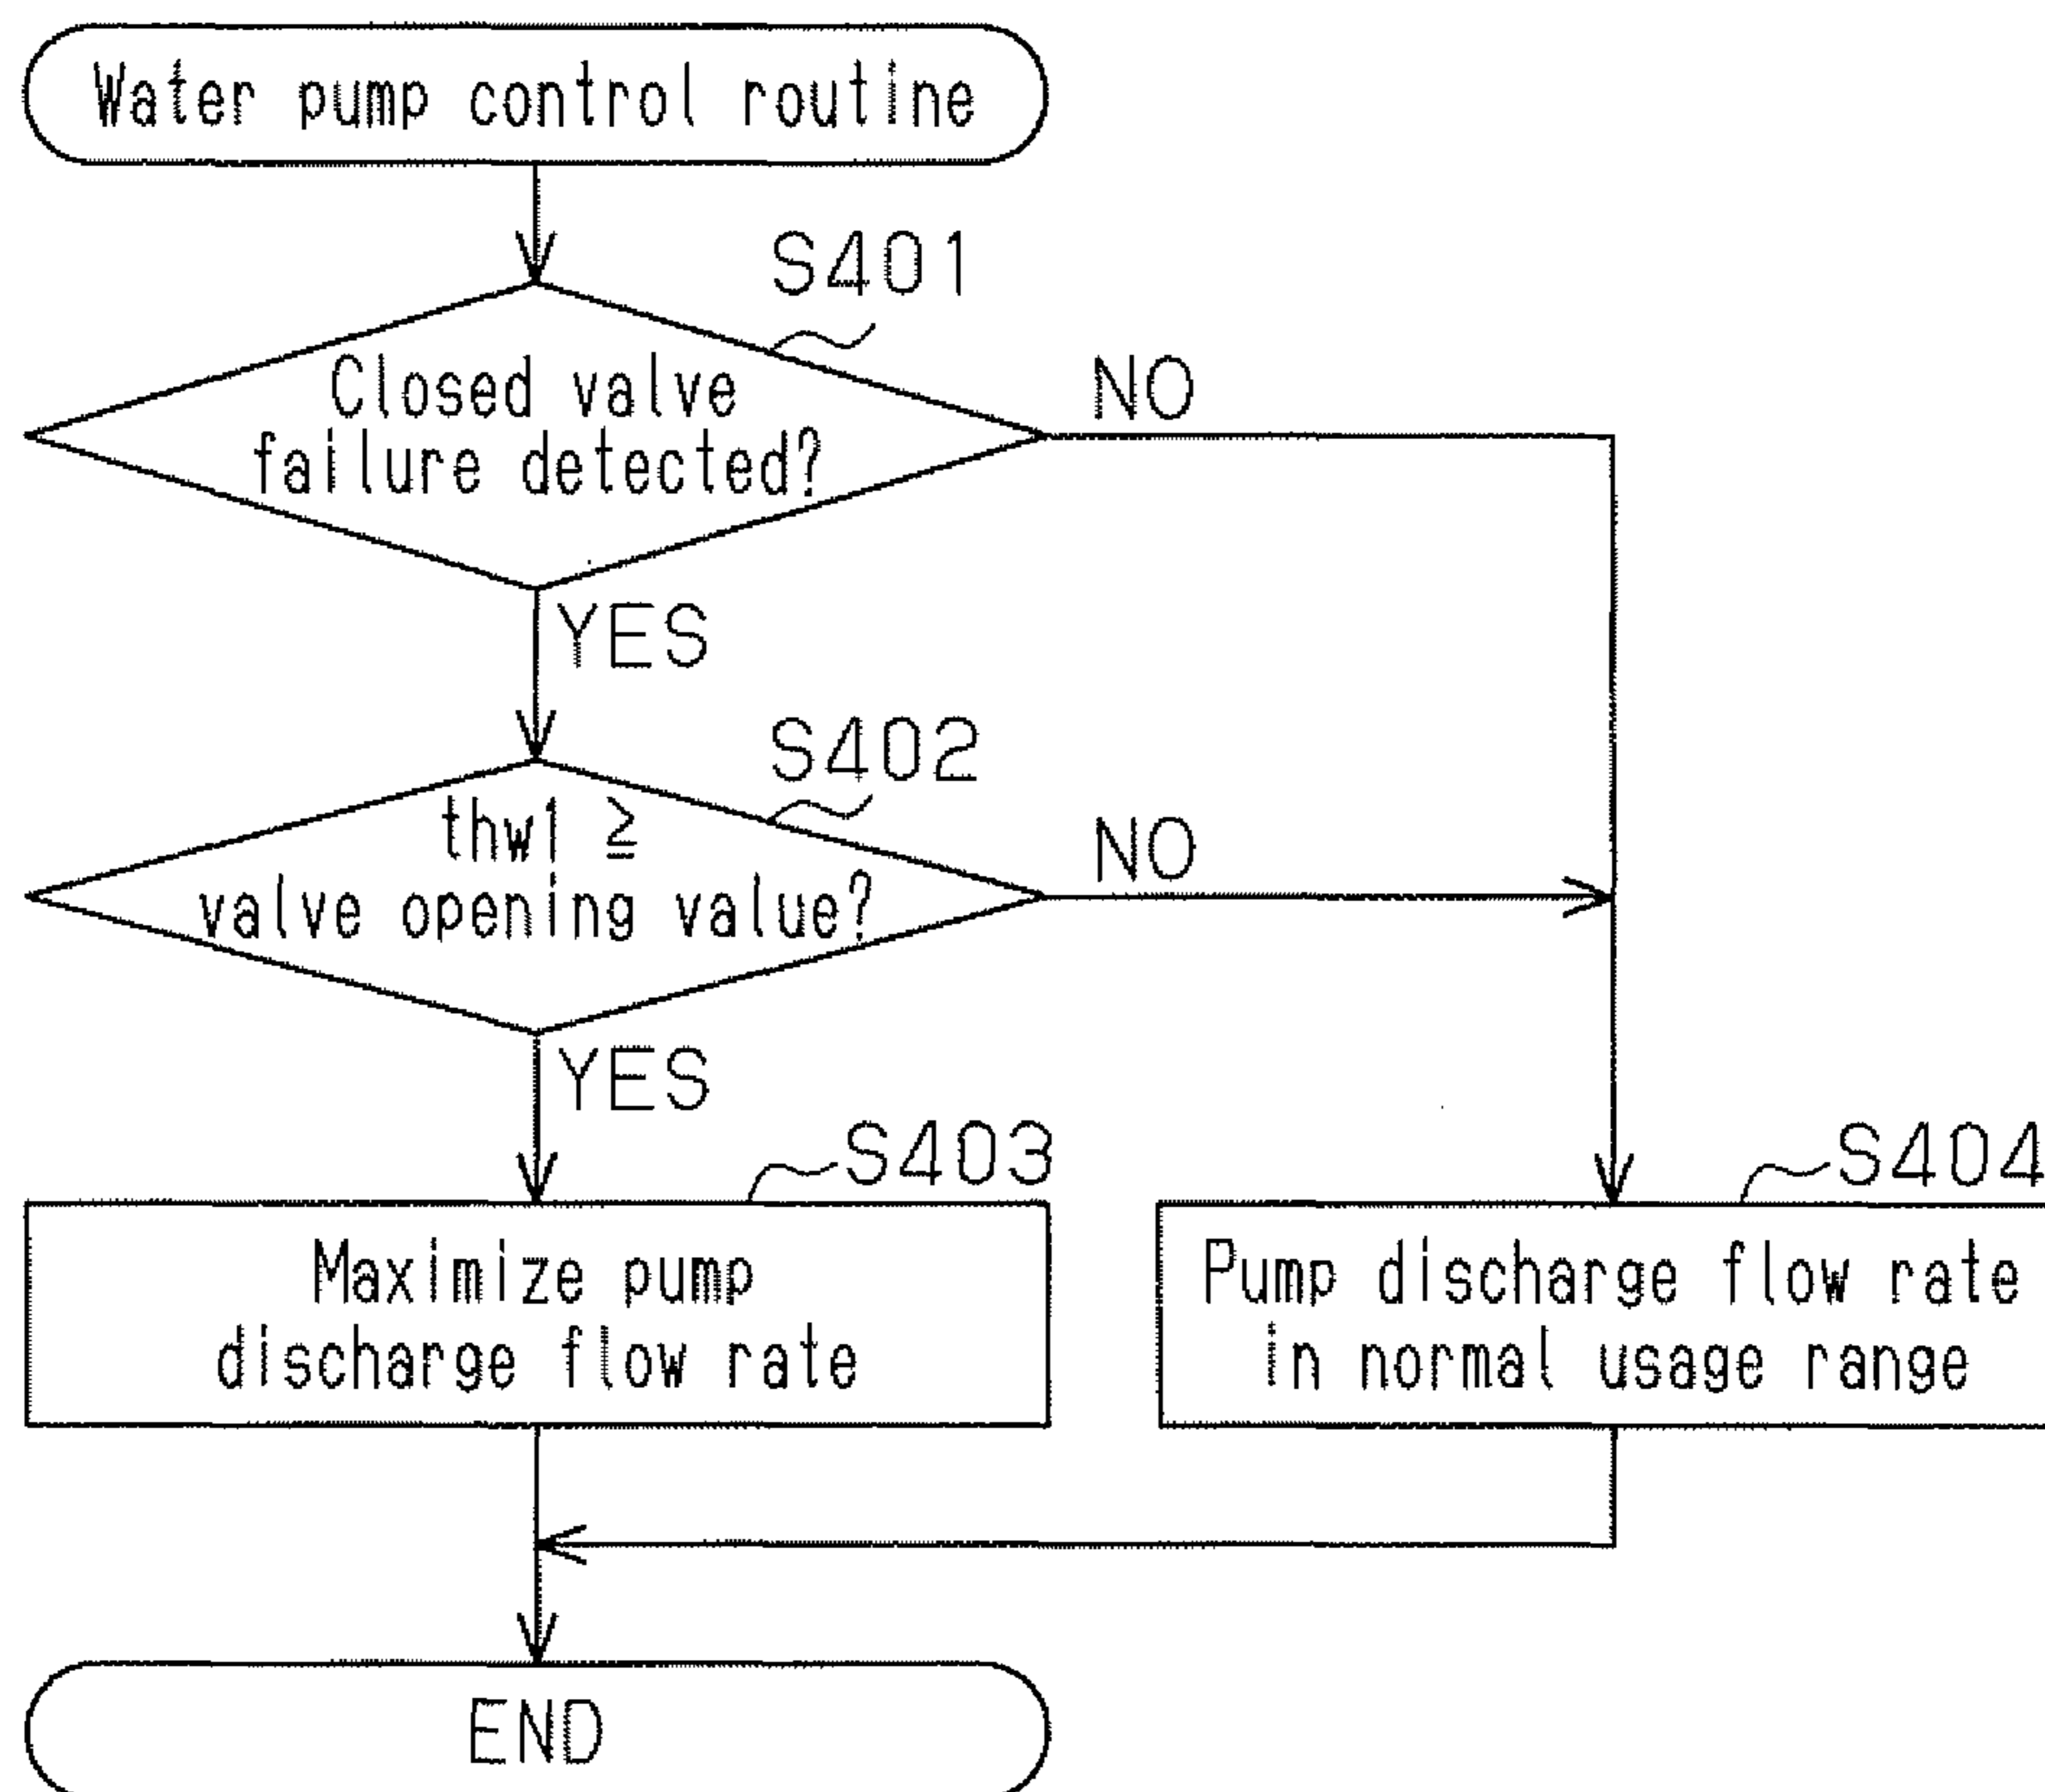 Water pump control routine
S401
Closed valve
failure detected?
NO
YES
S402
thw1 ≧
valve opening value?
NO
YES
S403
Maximize pump
discharge flow rate
S404
Pump discharge flow rate
in normal usage range
END